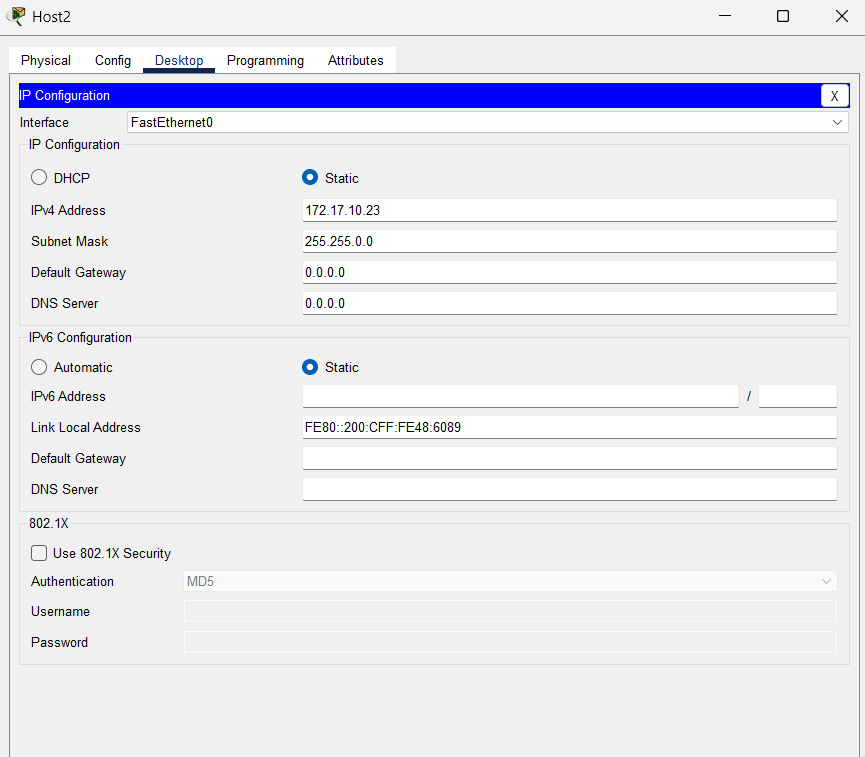 Host2
Physical Config Desktop Programming Attributes
IP Configuration X
Interface FastEthernet0
IP Configuration
DHCP Static
IPv4 Address 172.17.10.23
Subnet Mask 255.255.0.0
Default Gateway 0.0.0.0
DNS Server 0.0.0.0
IPv6 Configuration
Automatic Static
IPv6 Address /
Link Local Address FE80::200:CFF:FE48:6089
Default Gateway
DNS Server
802.1X
Use 802.1X Security
Authentication MD5
Username
Password